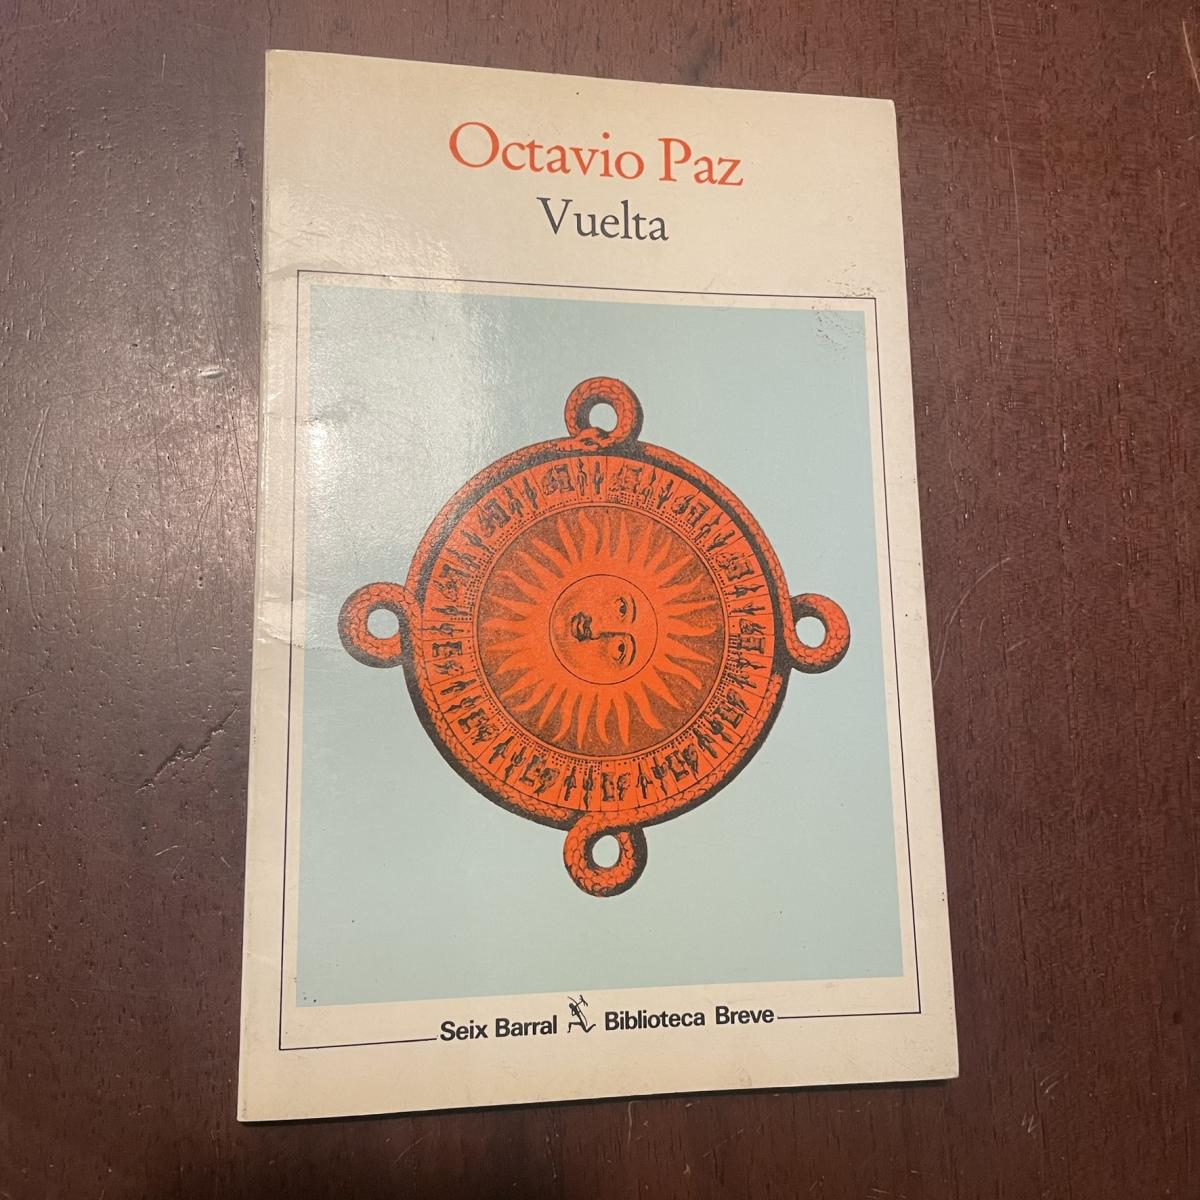 Octavio Paz
Vuelta
Seix Barral Biblioteca Breve